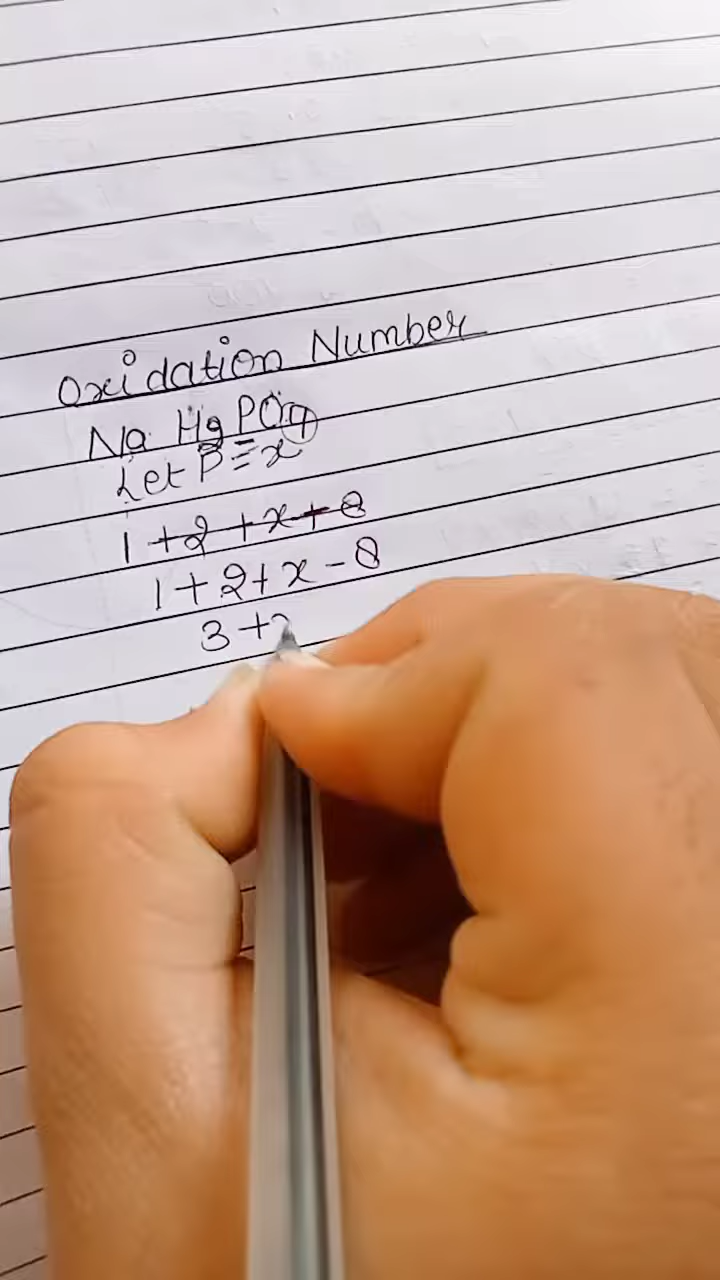 Oxidation Number
Na H2 PO4
Let P = x
1 + 2 + x + 8
1 + 2 + x - 8
3 +